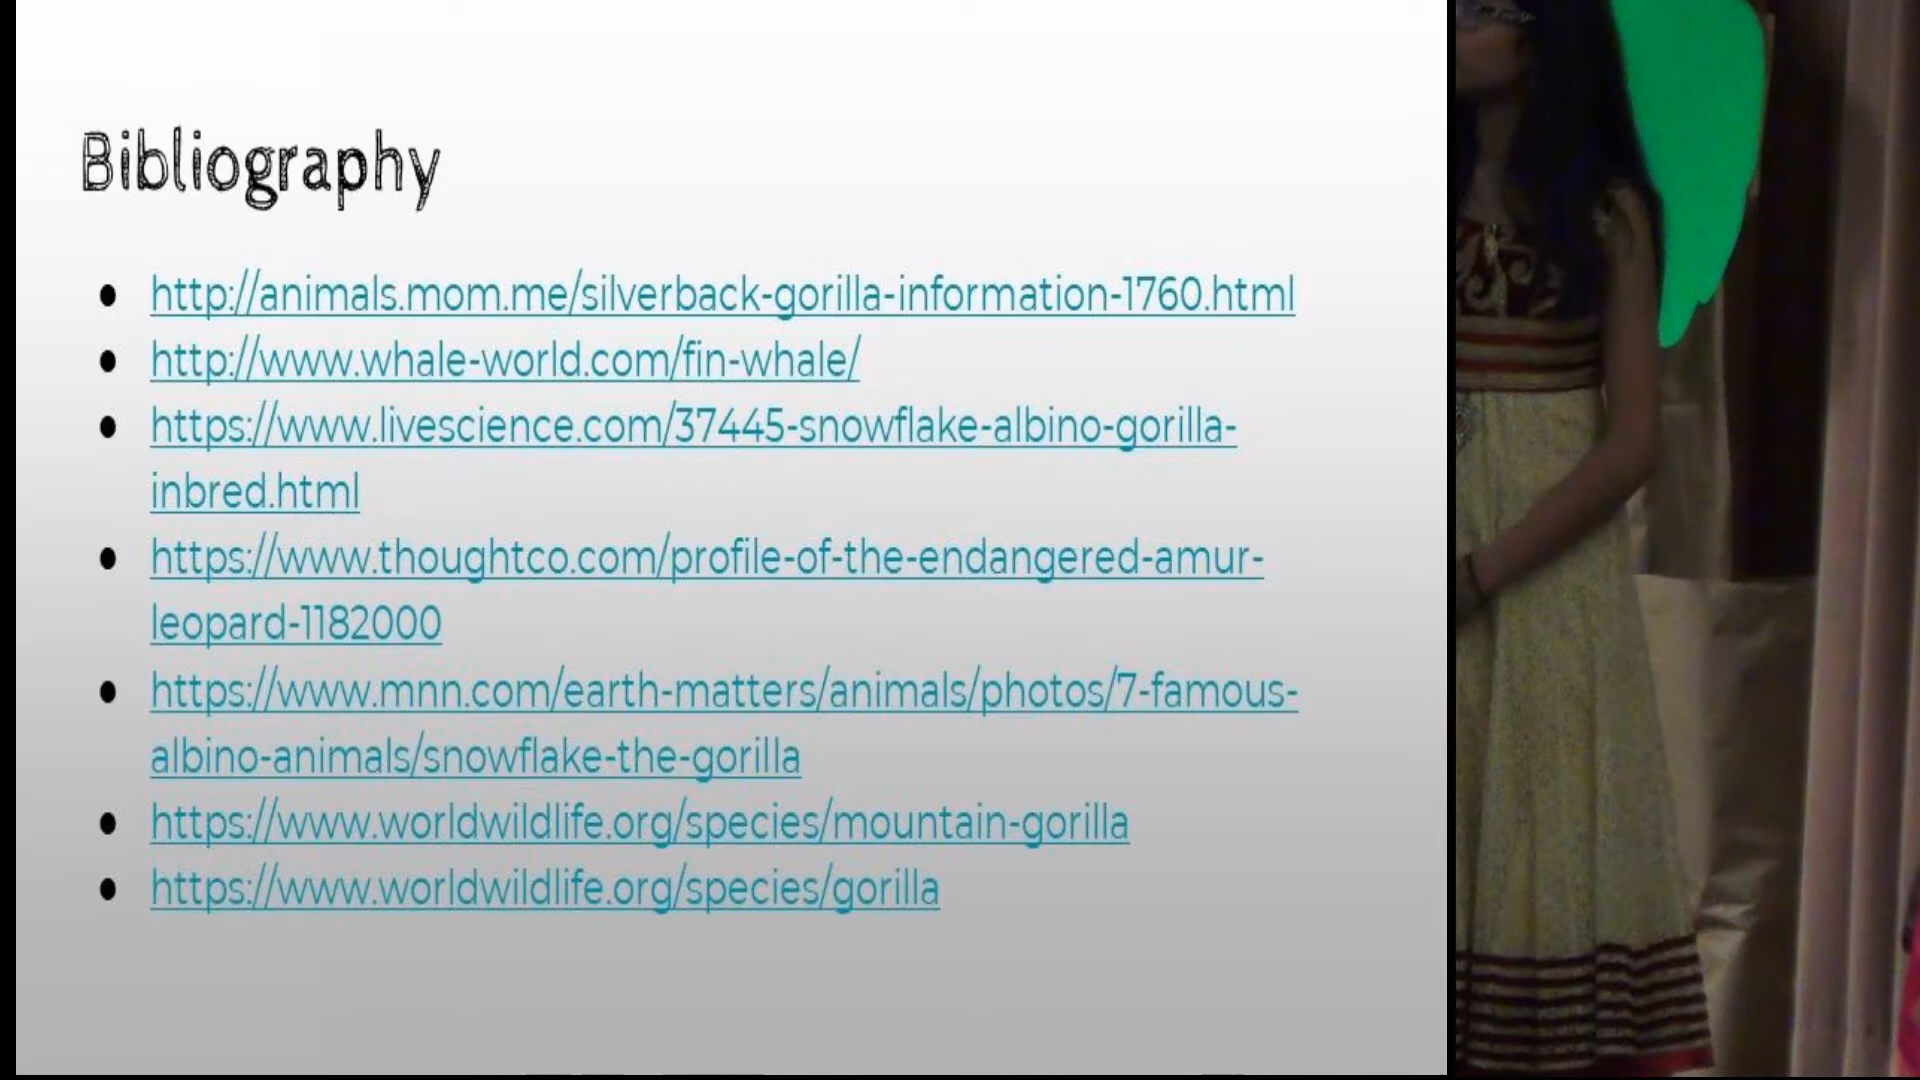 Bibliography
http://animals.mom.me/silverback-gorilla-information-1760.html
http://www.whale-world.com/fin-whale/
https://www.livescience.com/37445-snowflake-albino-gorilla-
inbred.html
https://www.thoughtco.com/profile-of-the-endangered-amur-
leopard-1182000
https://www.mnn.com/earth-matters/animals/photos/7-famous-
albino-animals/snowflake-the-gorilla
https://www.worldwildlife.org/species/mountain-gorilla
https://www.worldwildlife.org/species/gorilla